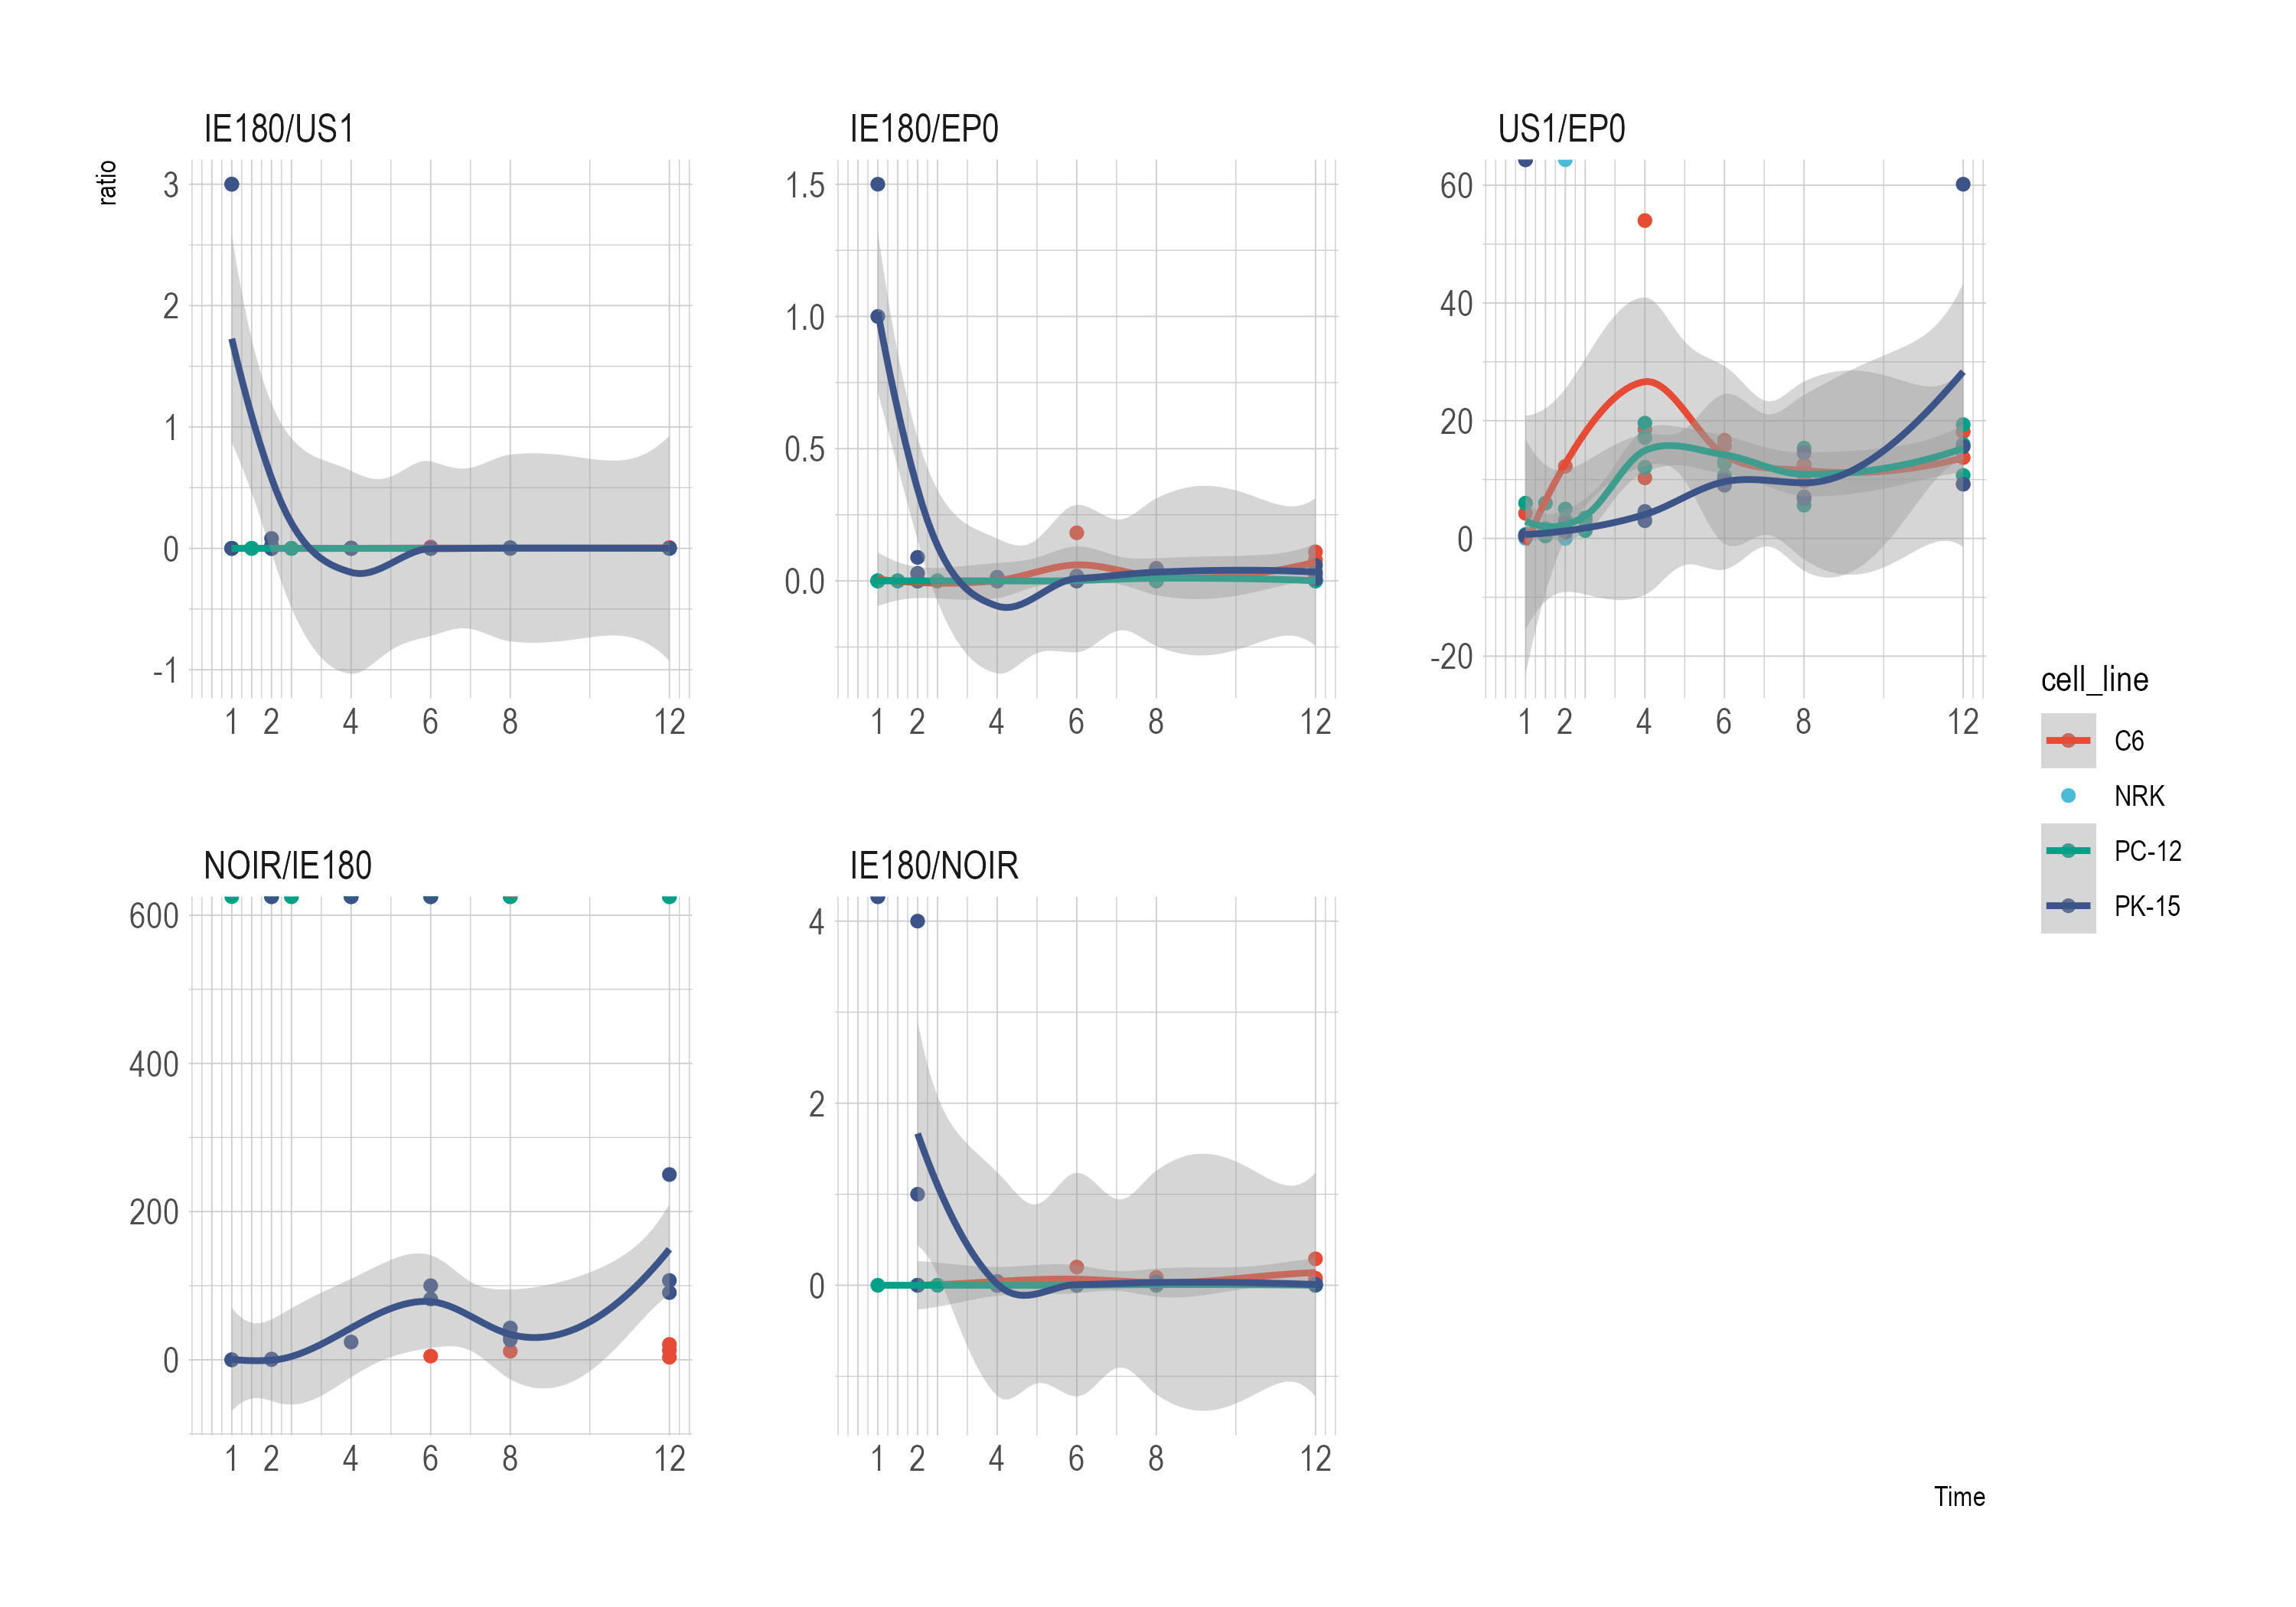 IE180/US1 IE180/EP0 US1/EP0
ratio
3 1.5 60
2 1.0 40
1 0.5 20
0 0.0 0
-1 -20
1 2 4 6 8 12 1 2 4 6 8 12 1 2 4 6 8 12
cell_line
C6
NRK
PC-12
PK-15
NOIR/IE180 IE180/NOIR
600 4
400 2
200 0
0
1 2 4 6 8 12 1 2 4 6 8 12
Time